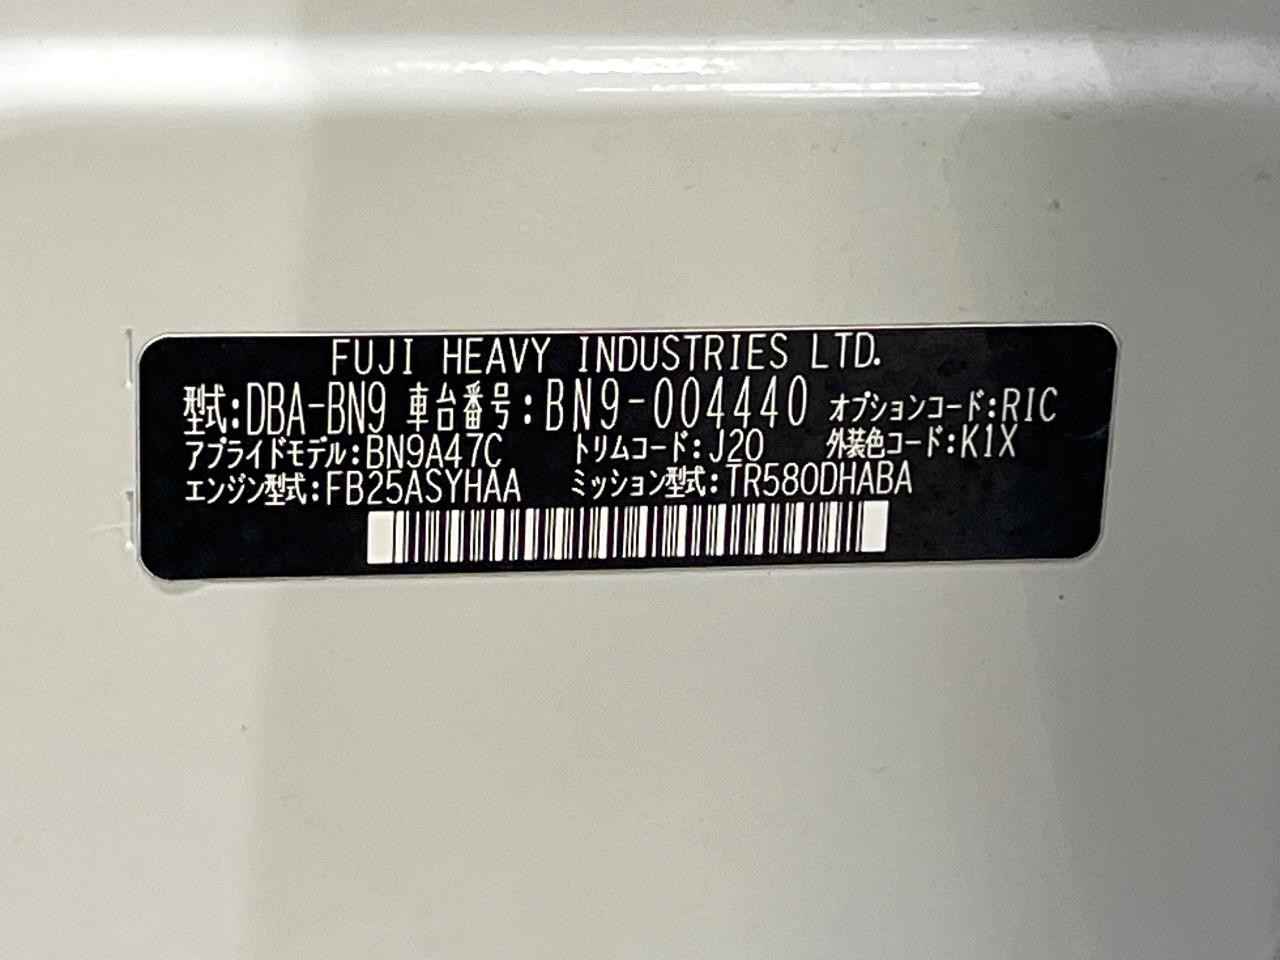 FUJI HEAVY INDUSTRIES LTD.
型式:DBA-BN9 車台番号:BN9-004440 オプションコード:RIC
アプライドモデル:BN9A47C トリムコード:J20 外装色コード:K1X
エンジン型式:FB25ASYHAA ミッション型式:TR580DHABA